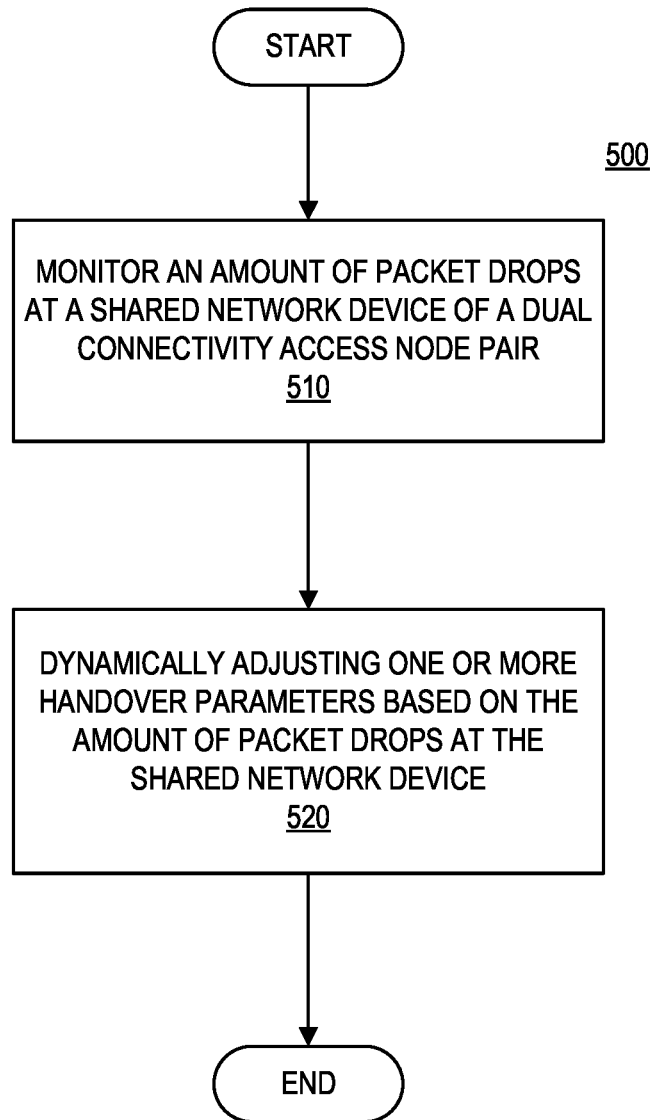 START
500
MONITOR AN AMOUNT OF PACKET DROPS
AT A SHARED NETWORK DEVICE OF A DUAL
CONNECTIVITY ACCESS NODE PAIR
510
DYNAMICALLY ADJUSTING ONE OR MORE
HANDOVER PARAMETERS BASED ON THE
AMOUNT OF PACKET DROPS AT THE
SHARED NETWORK DEVICE
520
END